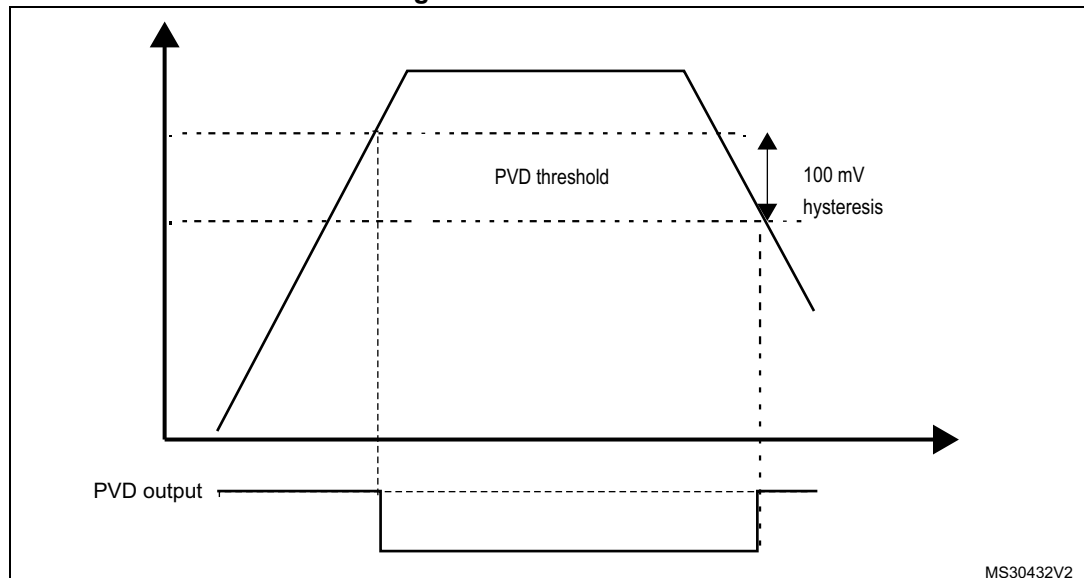 PVD threshold
100 mV
hysteresis
PVD output
MS30432V2